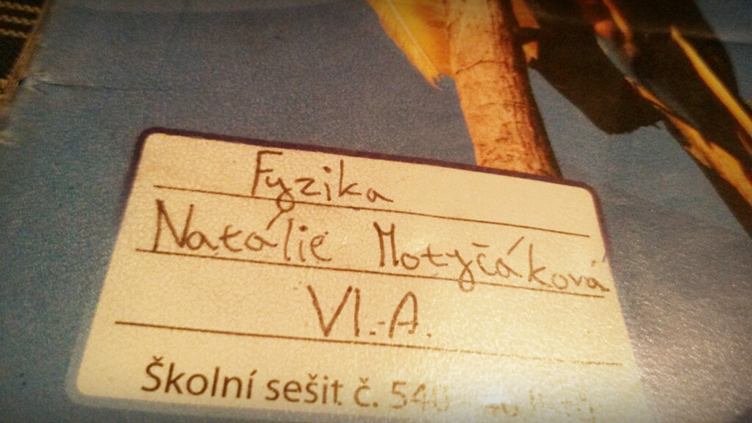 Fyzika
Natálie Motyčáková
VI.-A.
Školní sešit č. 540